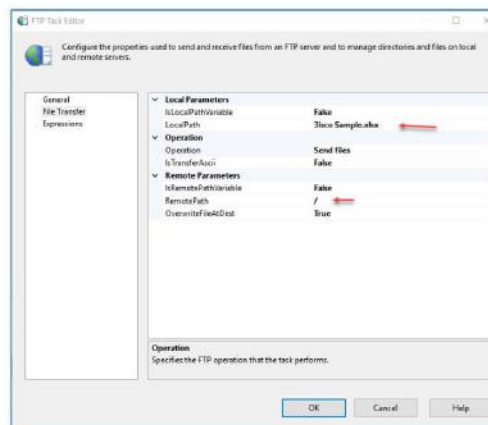 FTP Task Editor
Configure the properties used to send and receive files from an FTP server and to manage directories and files on local
and remote servers.
General
File Transfer
Expressions
Local Parameters
IsLocalPathVariable False
LocalPath
Operation
Operation Send files
IsTransferAscii False
Remote Parameters
IsRemotePathVariable False
RemotePath /
OverwriteFileAtDest True
Operation
Specifies the FTP operation that the task performs.
OK Cancel Help